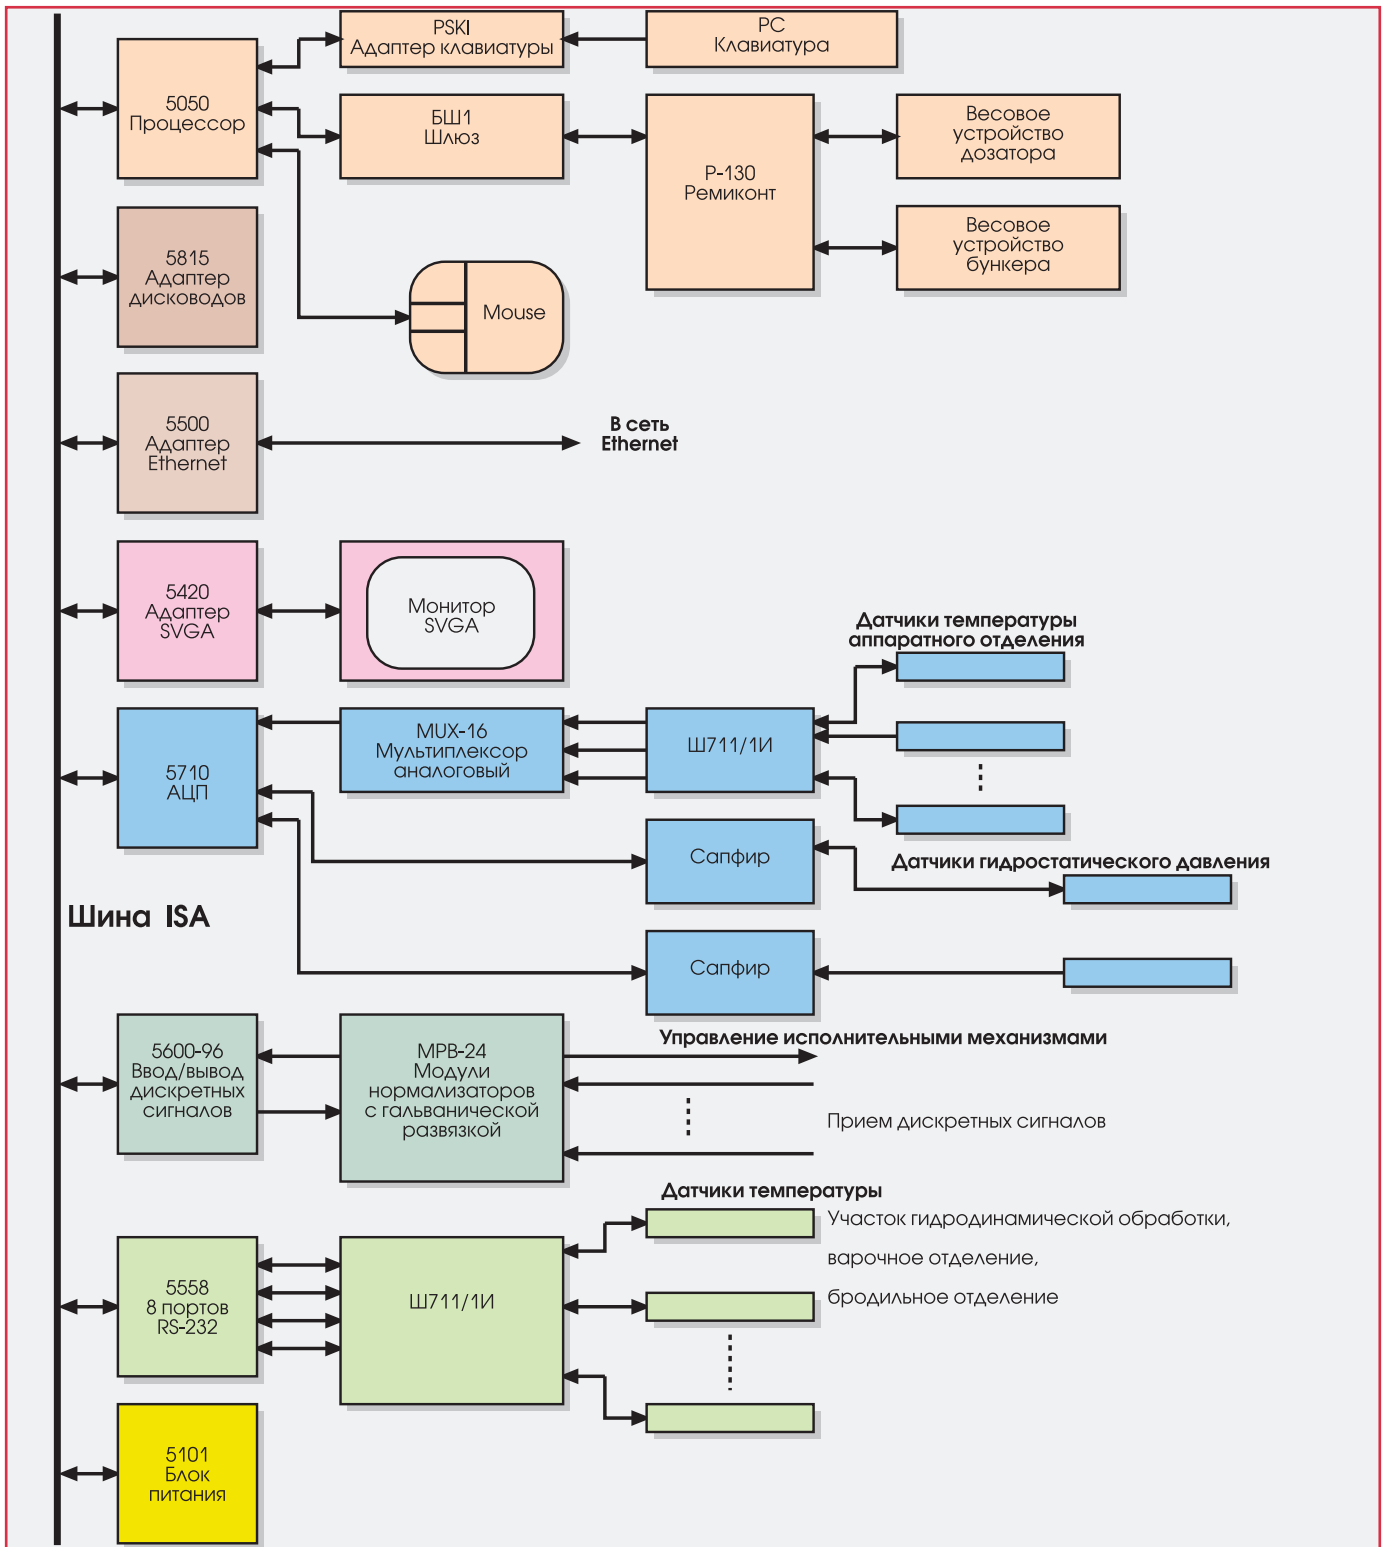 PSKI
Адаптер клавиатуры
PC
Клавиатура
5050
Процессор
БШ1
Шлюз
Р-130
Ремиконт
Весовое
устройство
дозатора
Весовое
устройство
бункера
5815
Адаптер
дисководов
Mouse
5500
Адаптер
Ethernet
В сеть
Ethernet
5420
Адаптер
SVGA
Монитор
SVGA
Датчики температуры
аппаратного отделения
5710
АЦП
MUX-16
Мультиплексор
аналоговый
Ш711/1И
Сапфир
Датчики гидростатического давления
Шина ISA
Сапфир
5600-96
Ввод/вывод
дискретных
сигналов
МРВ-24
Модули
нормализаторов
с гальванической
развязкой
Управление исполнительными механизмами
Прием дискретных сигналов
Датчики температуры
Участок гидродинамической обработки,
варочное отделение,
бродильное отделение
5558
8 портов
RS-232
Ш711/1И
5101
Блок
питания